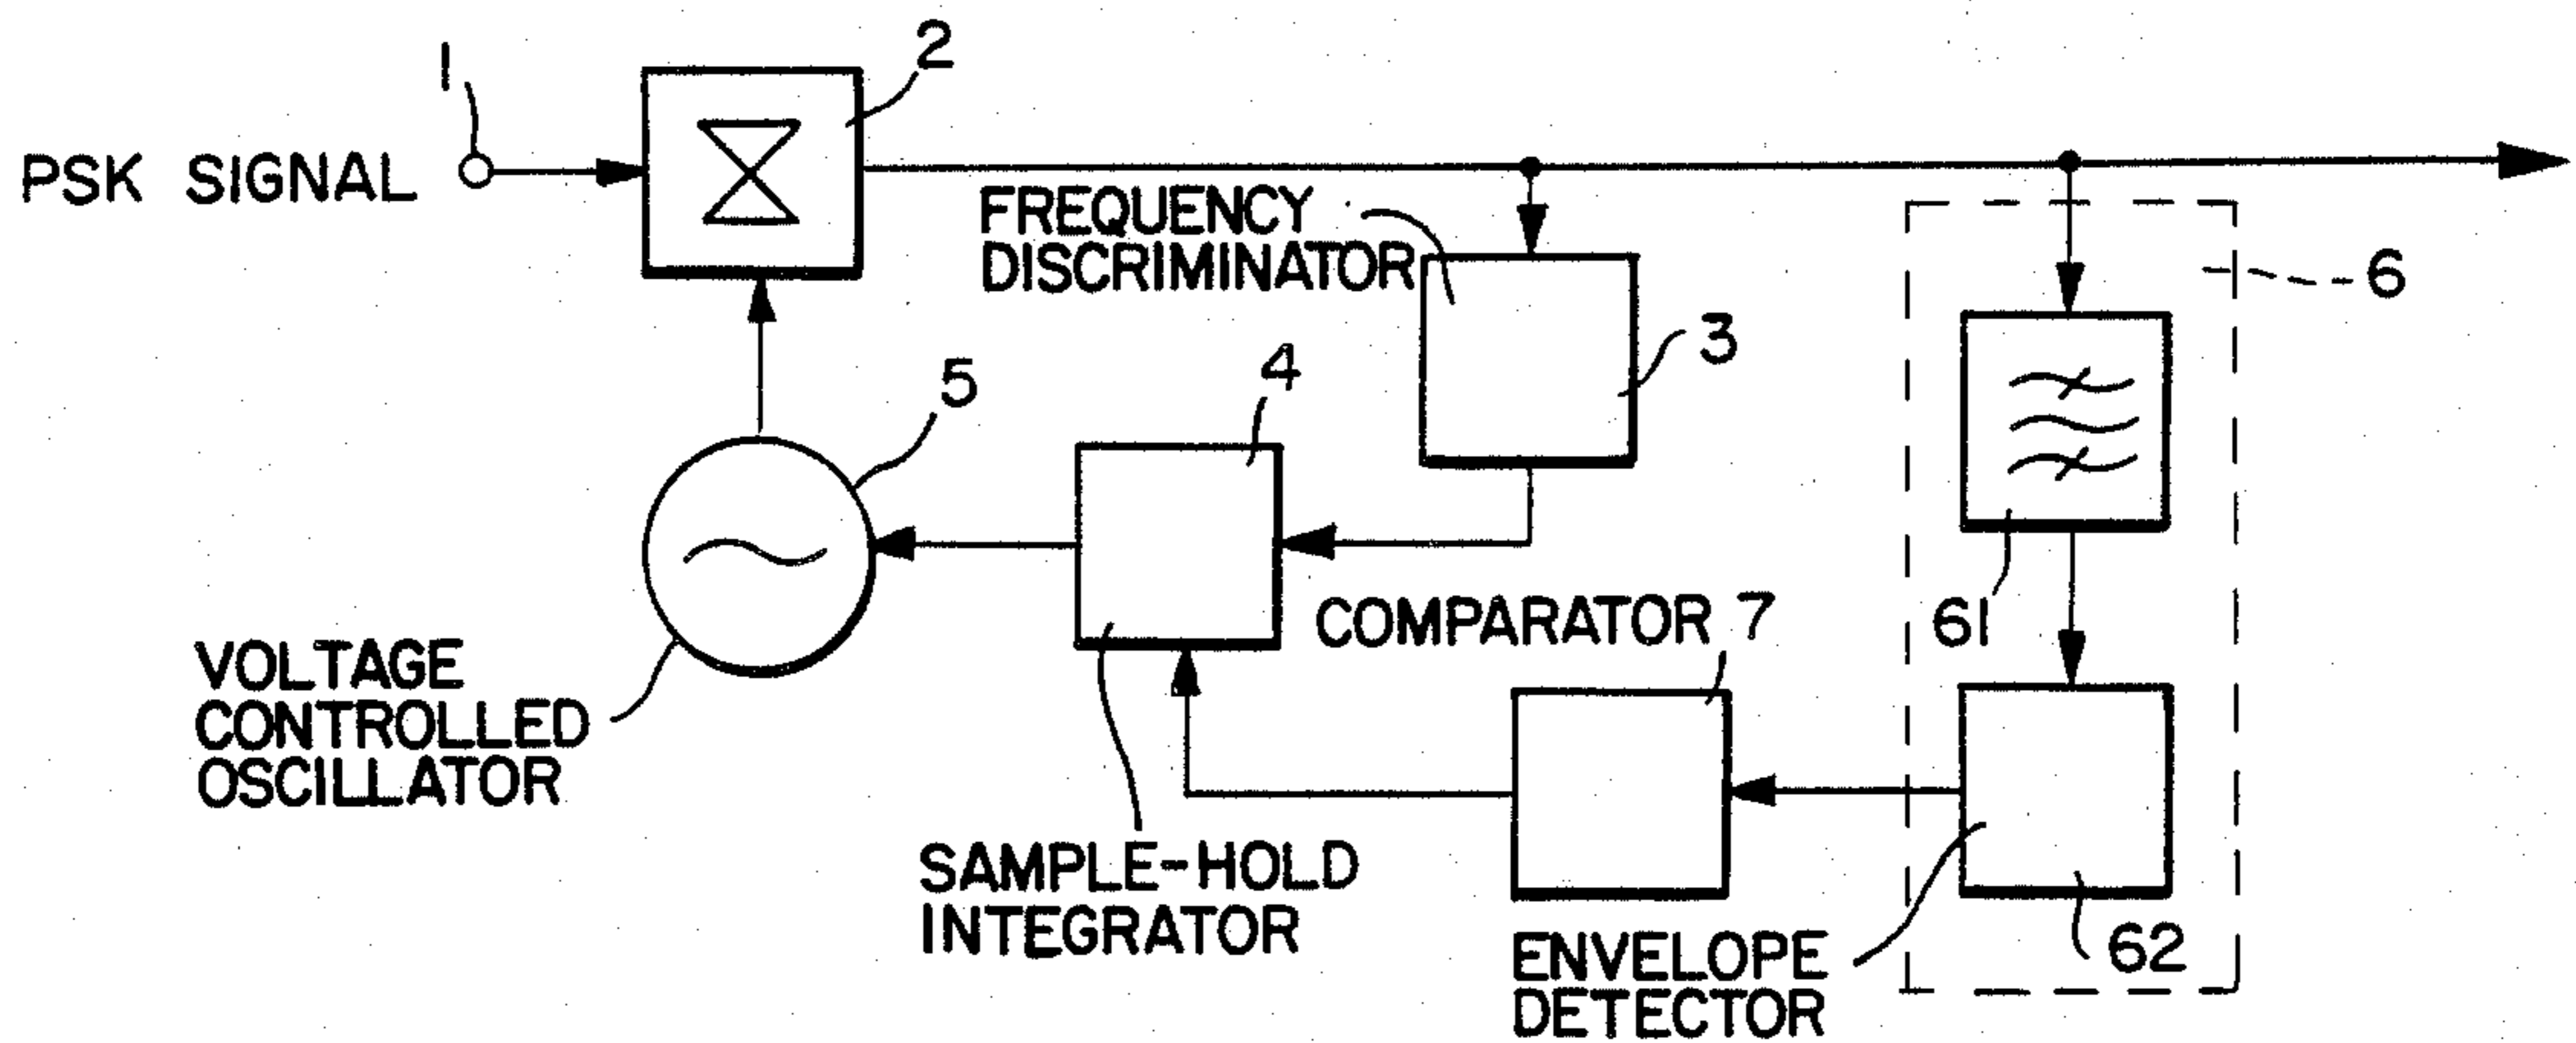 1
2
PSK SIGNAL
FREQUENCY
DISCRIMINATOR
6
3
4
5
COMPARATOR 7
61
VOLTAGE
CONTROLLED
OSCILLATOR
SAMPLE-HOLD
INTEGRATOR
ENVELOPE
DETECTOR
62